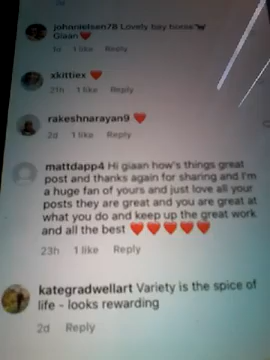 johnnielsen78 Lovely bay horse🐎
Giaan❤️
1d 1 like Reply
xkittiex ❤️
21h 1 like Reply
rakeshnarayan9 ❤️
2d 1 like Reply
mattdapp4 Hi giaan how's things great
post and thanks again for sharing and I'm
a huge fan of yours and just love all your
posts they are great and you are great at
what you do and keep up the great work
and all the best ❤️❤️❤️❤️❤️
23h 1 like Reply
kategradwellart Variety is the spice of
life - looks rewarding
2d Reply